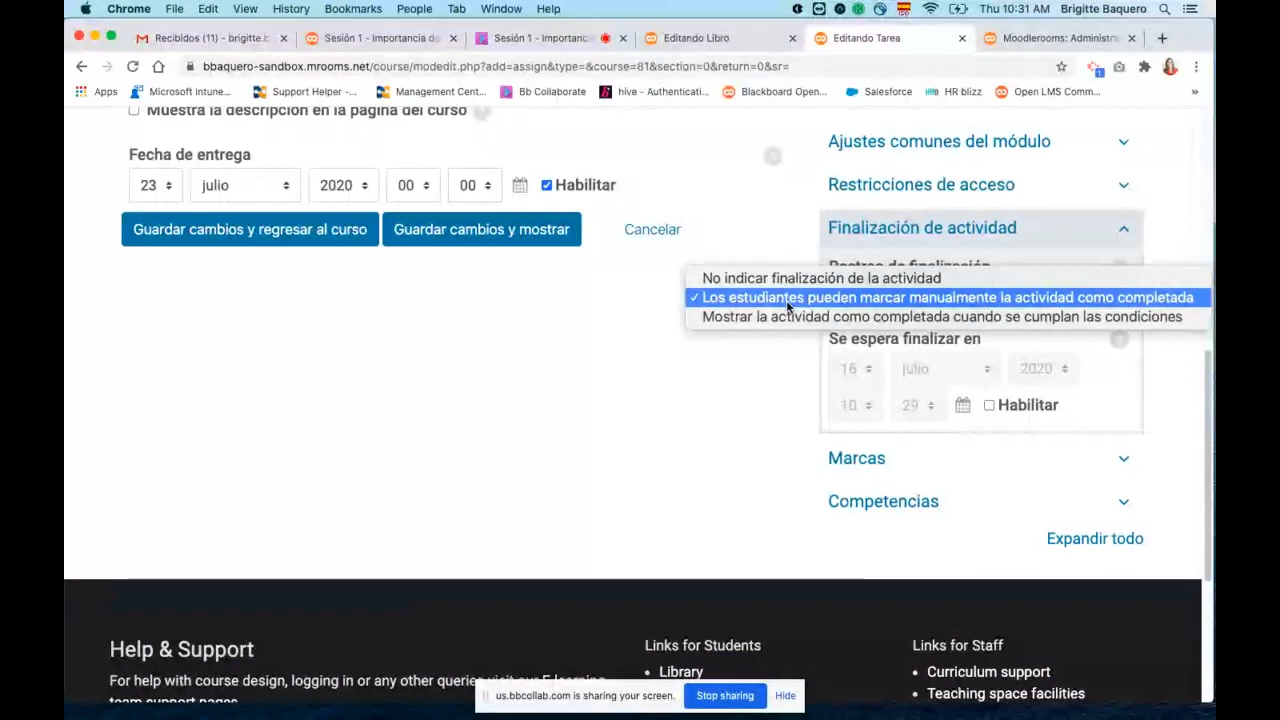 Chrome File Edit View History Bookmarks People Tab Window Help Thu 10:31 AM Brigitte Baquero
Recibidos (11) - brigitte.b
Sesión 1 - Importancia de
Sesión 1 - Importancia
Editando Libro
Editando Tarea
Moodlerooms: Administra
bbaquero-sandbox.mrooms.net/course/modedit.php?add=assign&type=&course=81&section=0&return=0&sr=
Apps Microsoft Intune... Support Helper -... Management Cent... Bb Collaborate hive - Authenticati... Blackboard Open... Salesforce HR blizz Open LMS Comm... »
Muestra la descripción en la página del curso
Fecha de entrega
23 julio 2020 00 00 Habilitar
Guardar cambios y regresar al curso Guardar cambios y mostrar Cancelar
Ajustes comunes del módulo
Restricciones de acceso
Finalización de actividad
No indicar finalización de la actividad
✓ Los estudiantes pueden marcar manualmente la actividad como completada
Mostrar la actividad como completada cuando se cumplan las condiciones
Se espera finalizar en
16 julio 2020
10 29 Habilitar
Marcas
Competencias
Expandir todo
Help & Support
For help with course design, logging in or any other queries visit our E-learning
team support pages
Links for Students
• Library
Links for Staff
• Curriculum support
• Teaching space facilities
us.bbcollab.com is sharing your screen. Stop sharing Hide